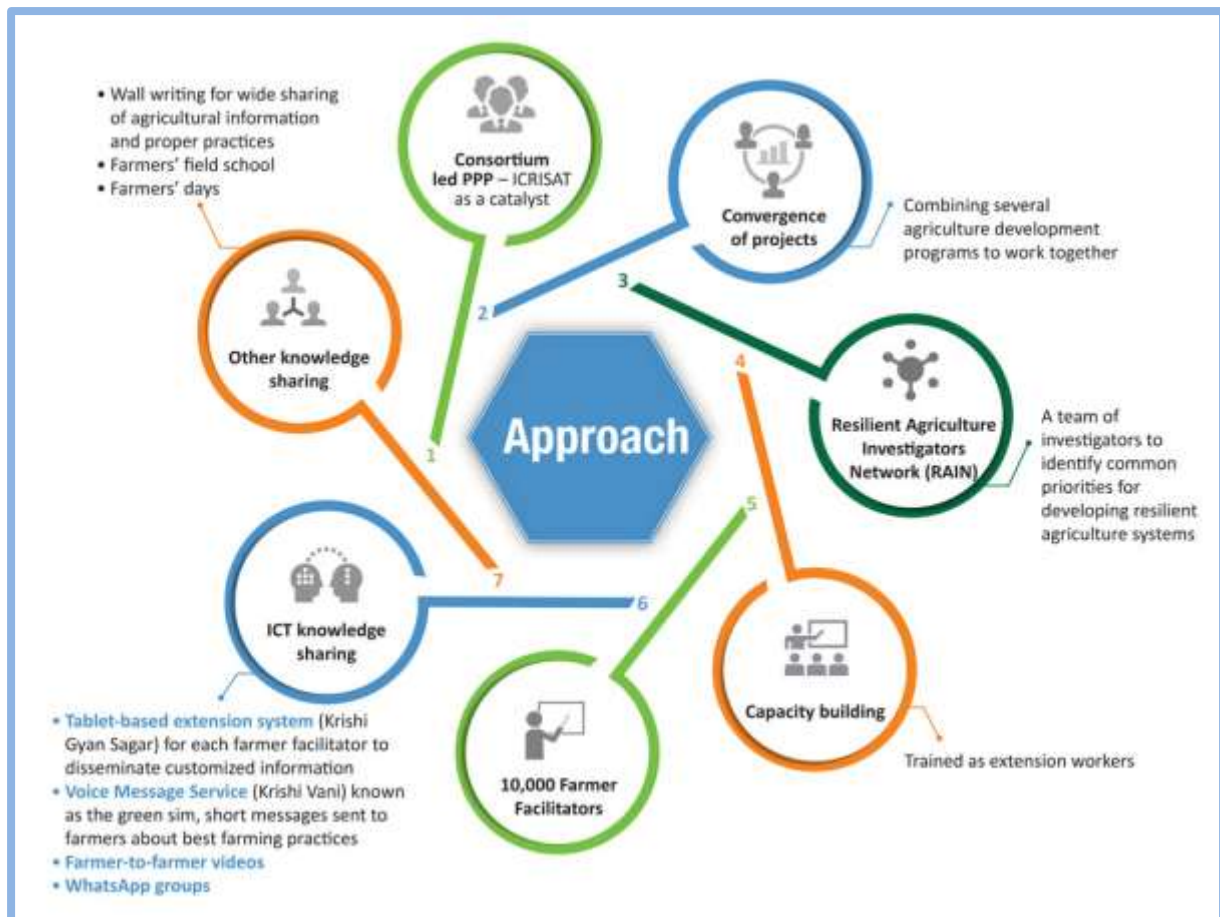 • Wall writing for wide sharing
of agricultural information
and proper practices
• Farmers' field school
• Farmers' days
Consortium
led PPP – ICRISAT
as a catalyst
Convergence
of projects
Combining several
agriculture development
programs to work together
Other knowledge
sharing
1
2
3
4
5
6
7
Approach
Resilient Agriculture
Investigators
Network (RAIN)
A team of
investigators to
identify common
priorities for
developing resilient
agriculture systems
ICT knowledge
sharing
Capacity building
Trained as extension workers
10,000 Farmer
Facilitators
• Tablet-based extension system (Krishi
Gyan Sagar) for each farmer facilitator to
disseminate customized information
• Voice Message Service (Krishi Vani) known
as the green sim, short messages sent to
farmers about best farming practices
• Farmer-to-farmer videos
• WhatsApp groups